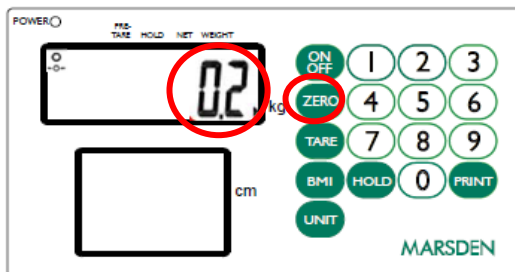 POWER
PRE-
TARE HOLD NET WEIGHT
0.2 kg
-0-
cm
ON
OFF 1 2 3
ZERO 4 5 6
TARE 7 8 9
BMI HOLD 0 PRINT
UNIT
MARSDEN